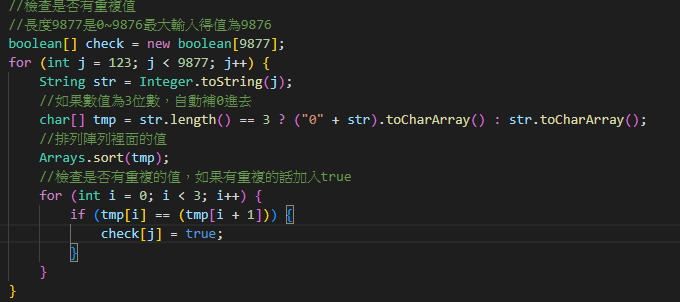 //檢查是否有重複值
//長度9877是0~9876最大輸入得值為9876
boolean[] check = new boolean[9877];
for (int j = 123; j < 9877; j++) {
    String str = Integer.toString(j);
    //如果數值為3位數，自動補0進去
    char[] tmp = str.length() == 3 ? ("0" + str).toCharArray() : str.toCharArray();
    //排列陣列裡面的值
    Arrays.sort(tmp);
    //檢查是否有重複的值，如果有重複的話加入true
    for (int i = 0; i < 3; i++) {
        if (tmp[i] == (tmp[i + 1])) {
            check[j] = true;
        }
    }
}